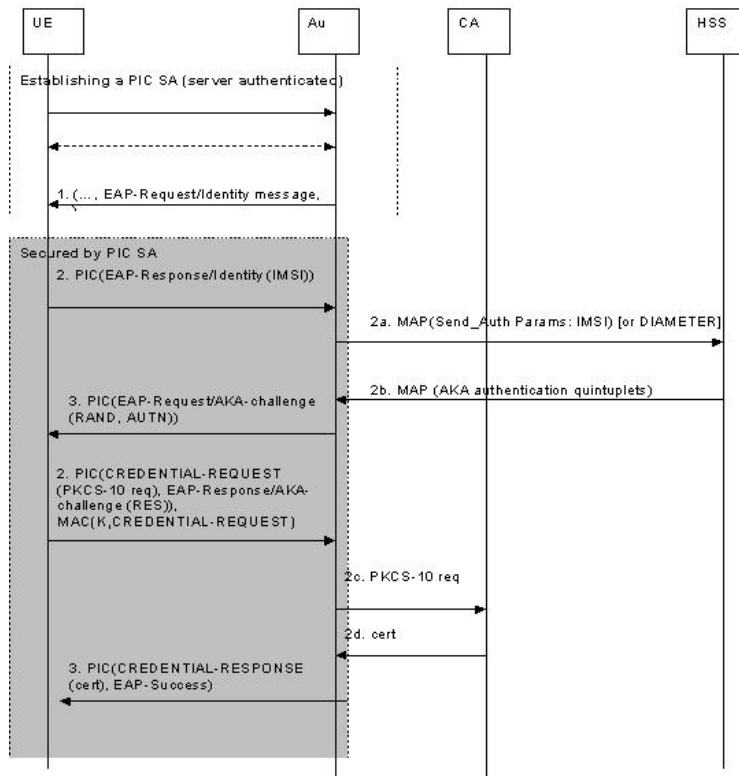 UE
Au
CA
HSS
Establishing a PIC SA (server authenticated)
1. (..., EAP-Request/Identity message,
Secured by PIC SA
2. PIC(EAP-Response/Identity (IMSI))
2a. MAP(Send_Auth Params: IMSI) [or DIAMETER]
2b. MAP (AKA authentication quintuplets)
3. PIC(EAP-Request/AKA-challenge
(RAND, AUTN))
2. PIC(CREDENTIAL-REQUEST
(PKCS-10 req), EAP-Response/AKA-
challenge (RES)),
MAC(K,CREDENTIAL-REQUEST)
2c. PKCS-10 req
2d. cert
3. PIC(CREDENTIAL-RESPONSE
(cert), EAP-Success)